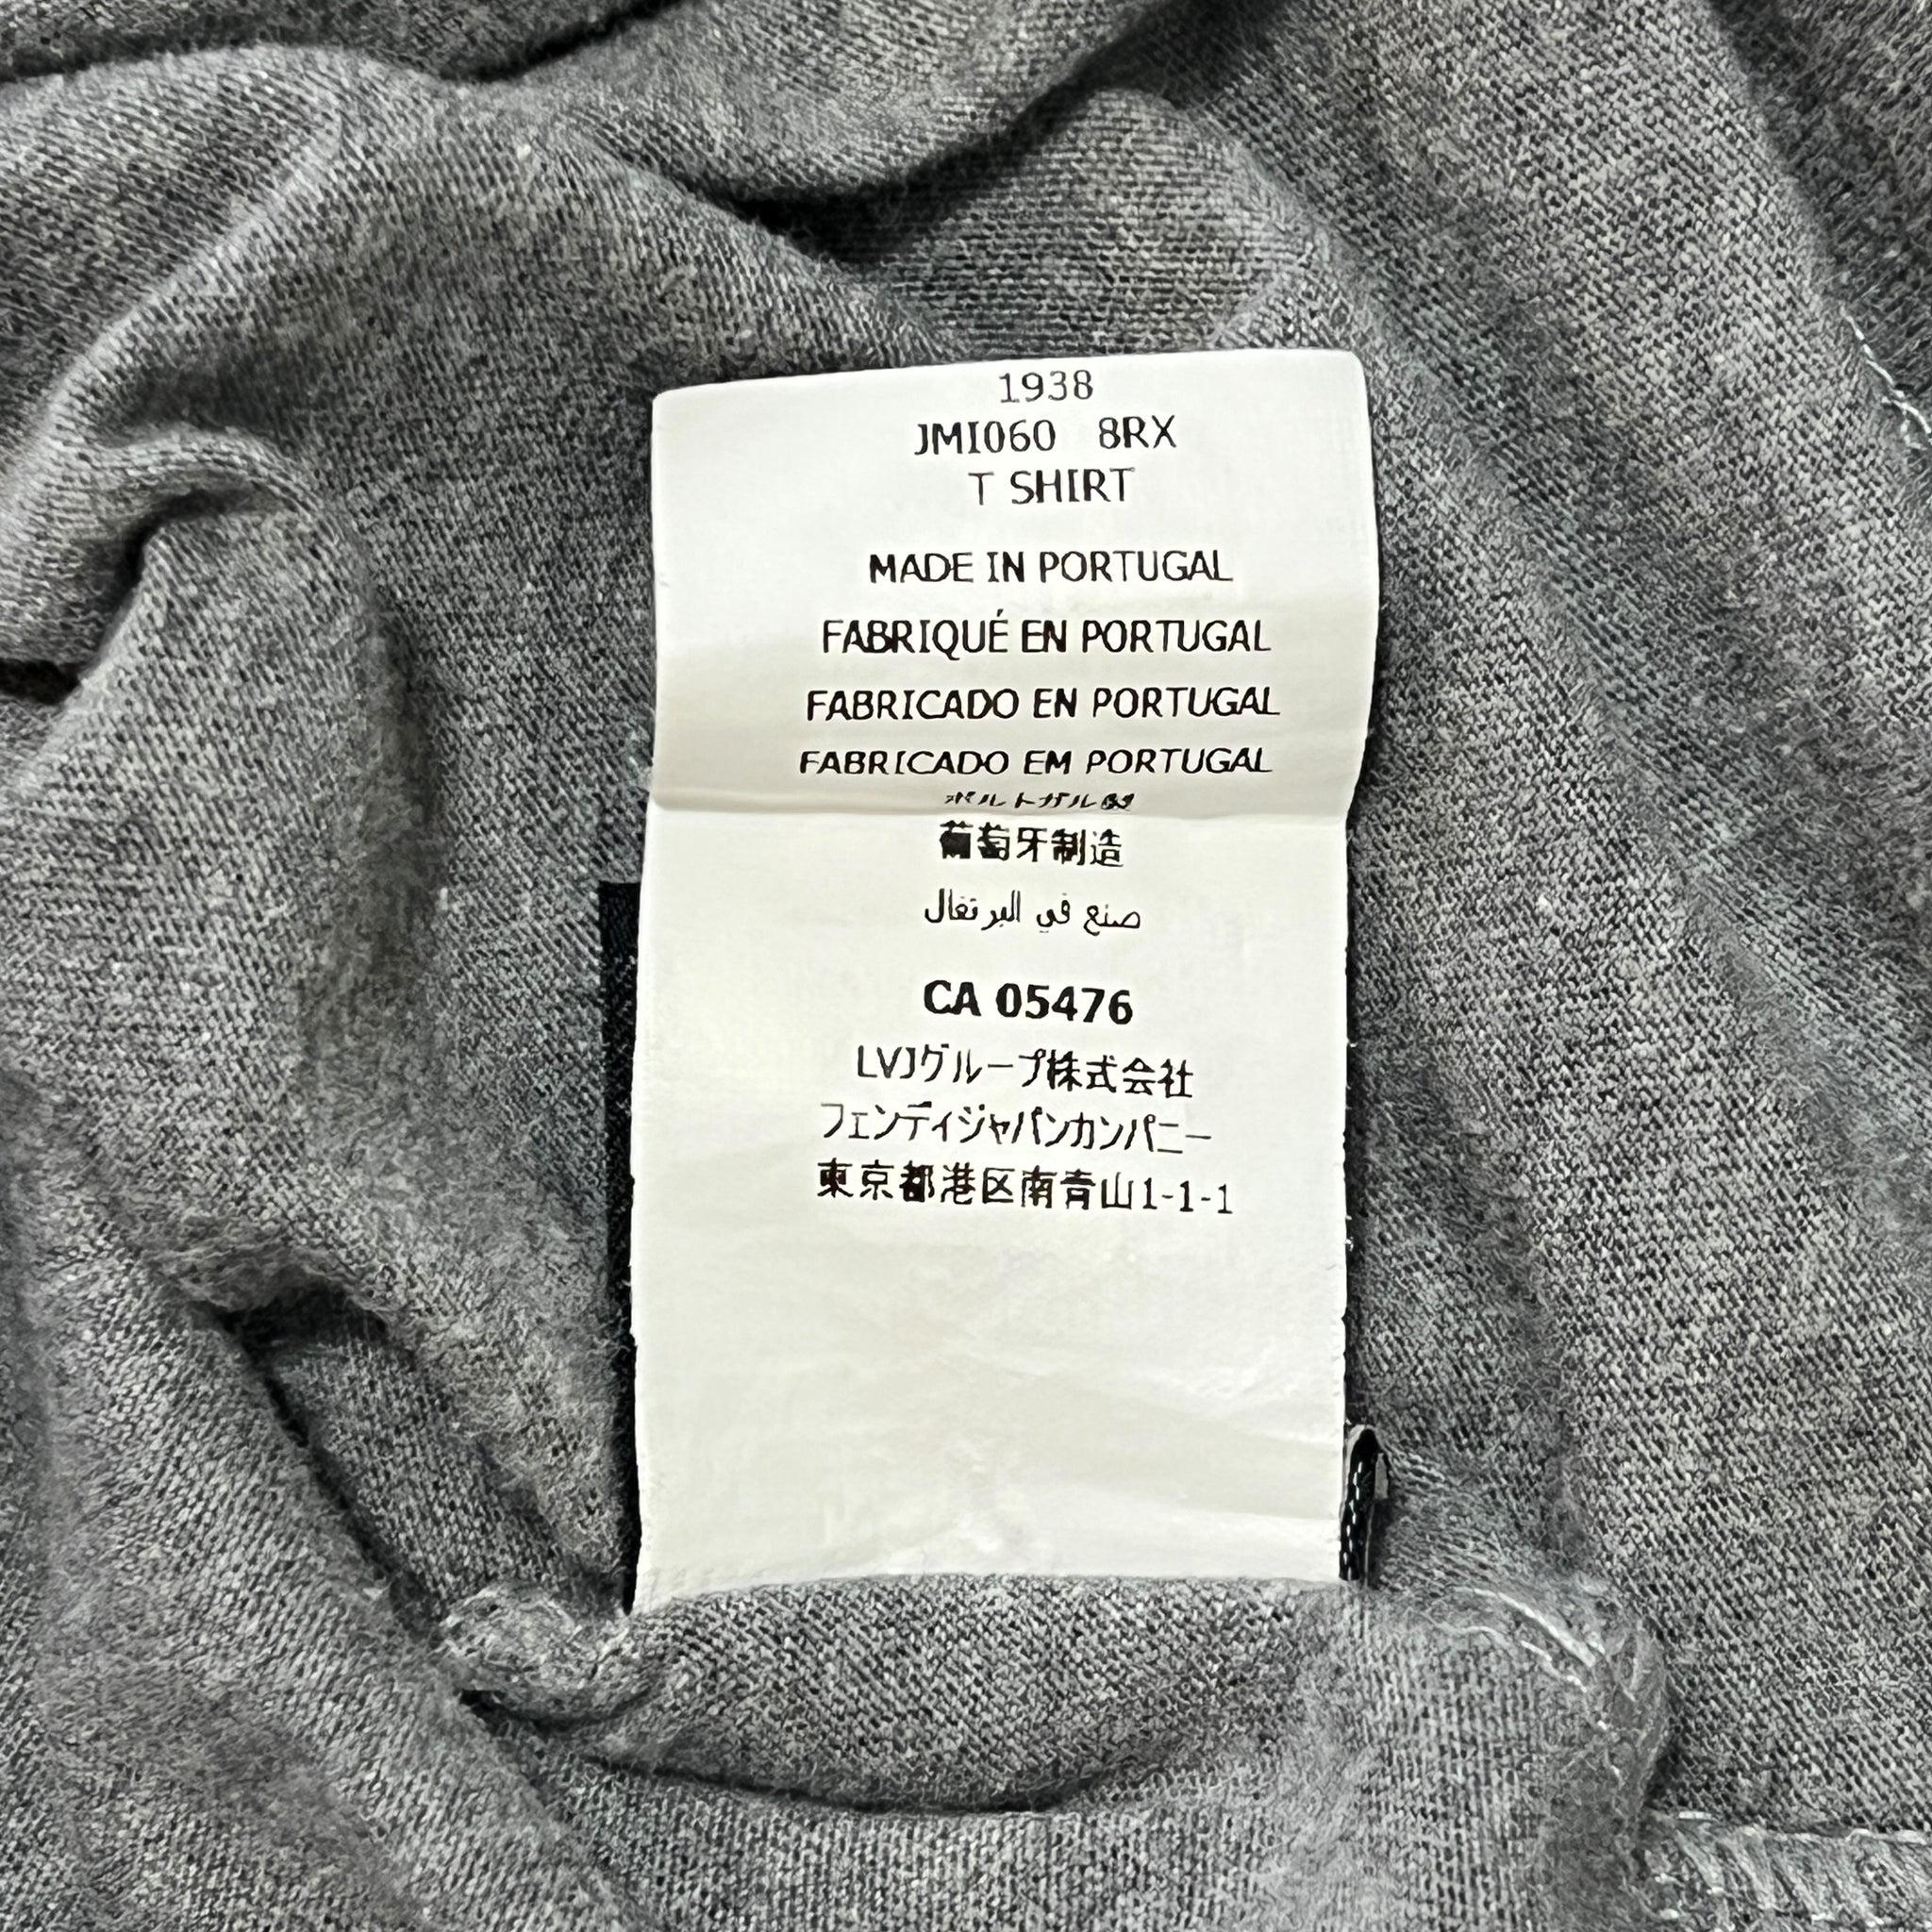 1938
JMI060 8RX
T SHIRT
MADE IN PORTUGAL
FABRIQUÉ EN PORTUGAL
FABRICADO EN PORTUGAL
FABRICADO EM PORTUGAL
ポルトガル製
葡萄牙制造
صنع في البرتغال
CA 05476
LVJグループ株式会社
フェンディジャパンカンパニー
東京都港区南青山1-1-1